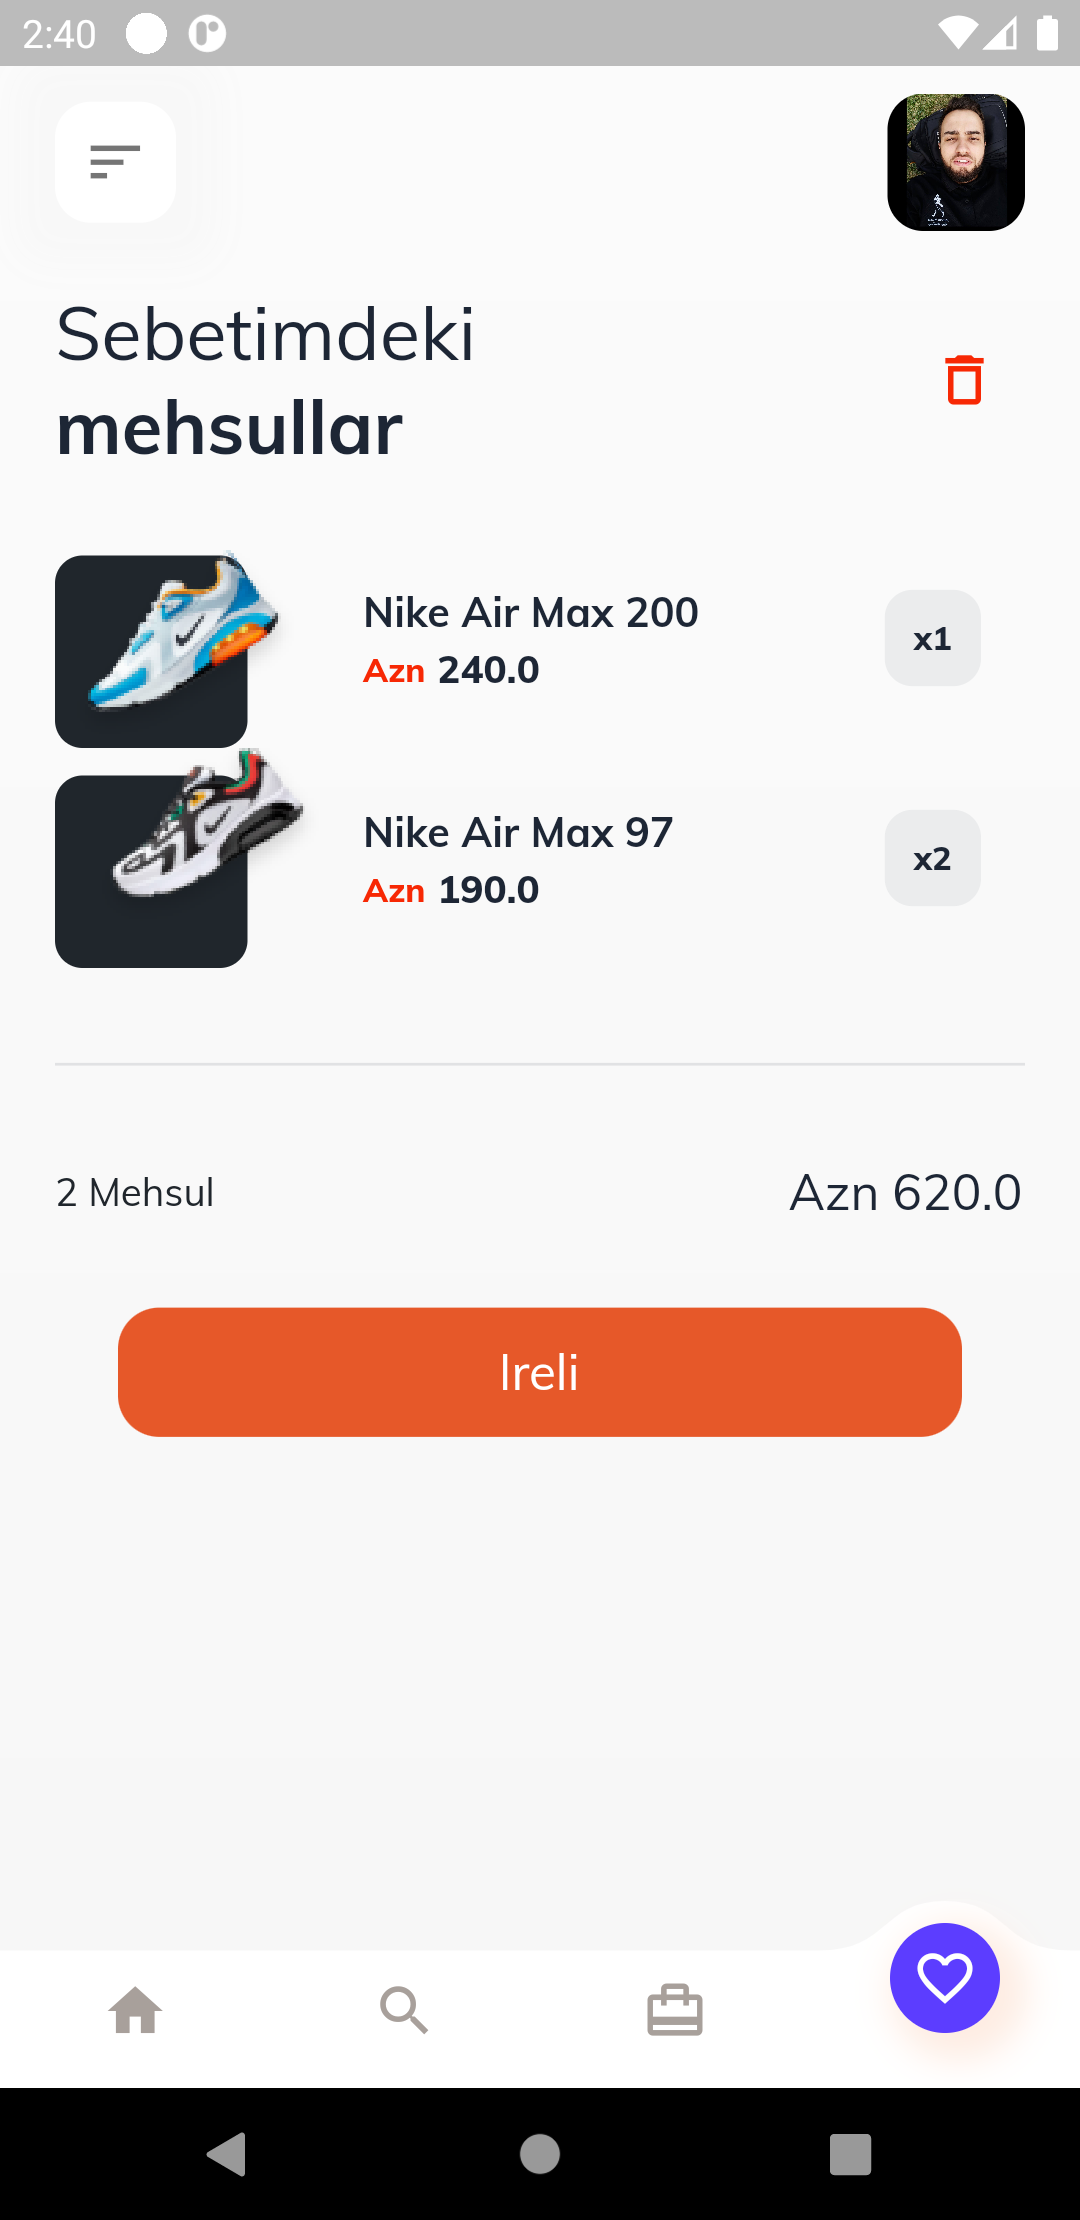 2:40
Sebetimdeki
mehsullar
Nike Air Max 200
Azn 240.0
x1
Nike Air Max 97
Azn 190.0
x2
2 Mehsul
Azn 620.0
Ireli